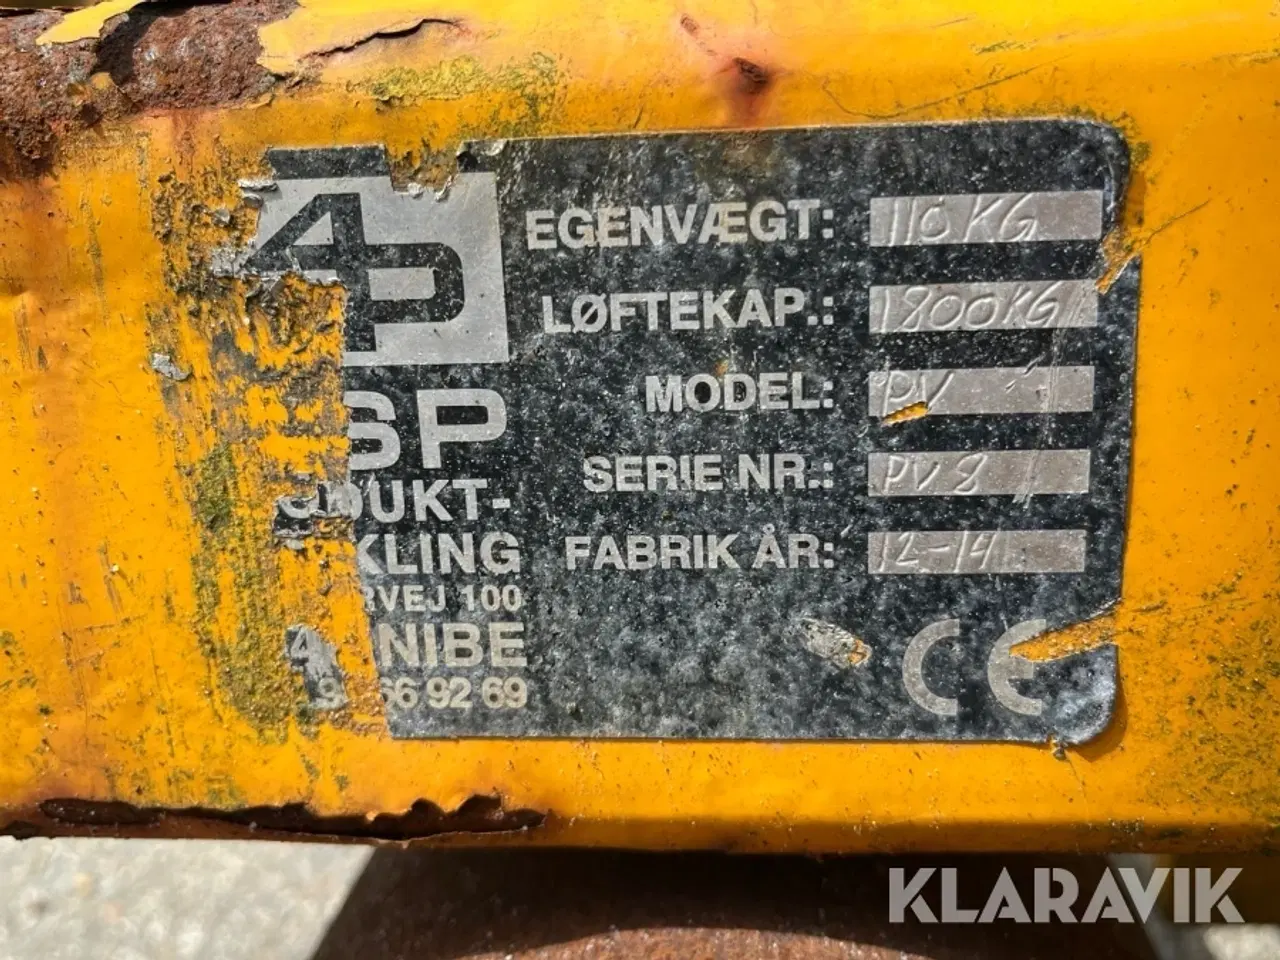 SP
DUKT-
KLING
RVEJ 100
NIBE
66 92 69
EGENVÆGT: 110 KG
LØFTEKAP.: 1800KG
MODEL: PV
SERIE NR.: PV 8
FABRIK ÅR: 12-14
CE
KLARAVIK